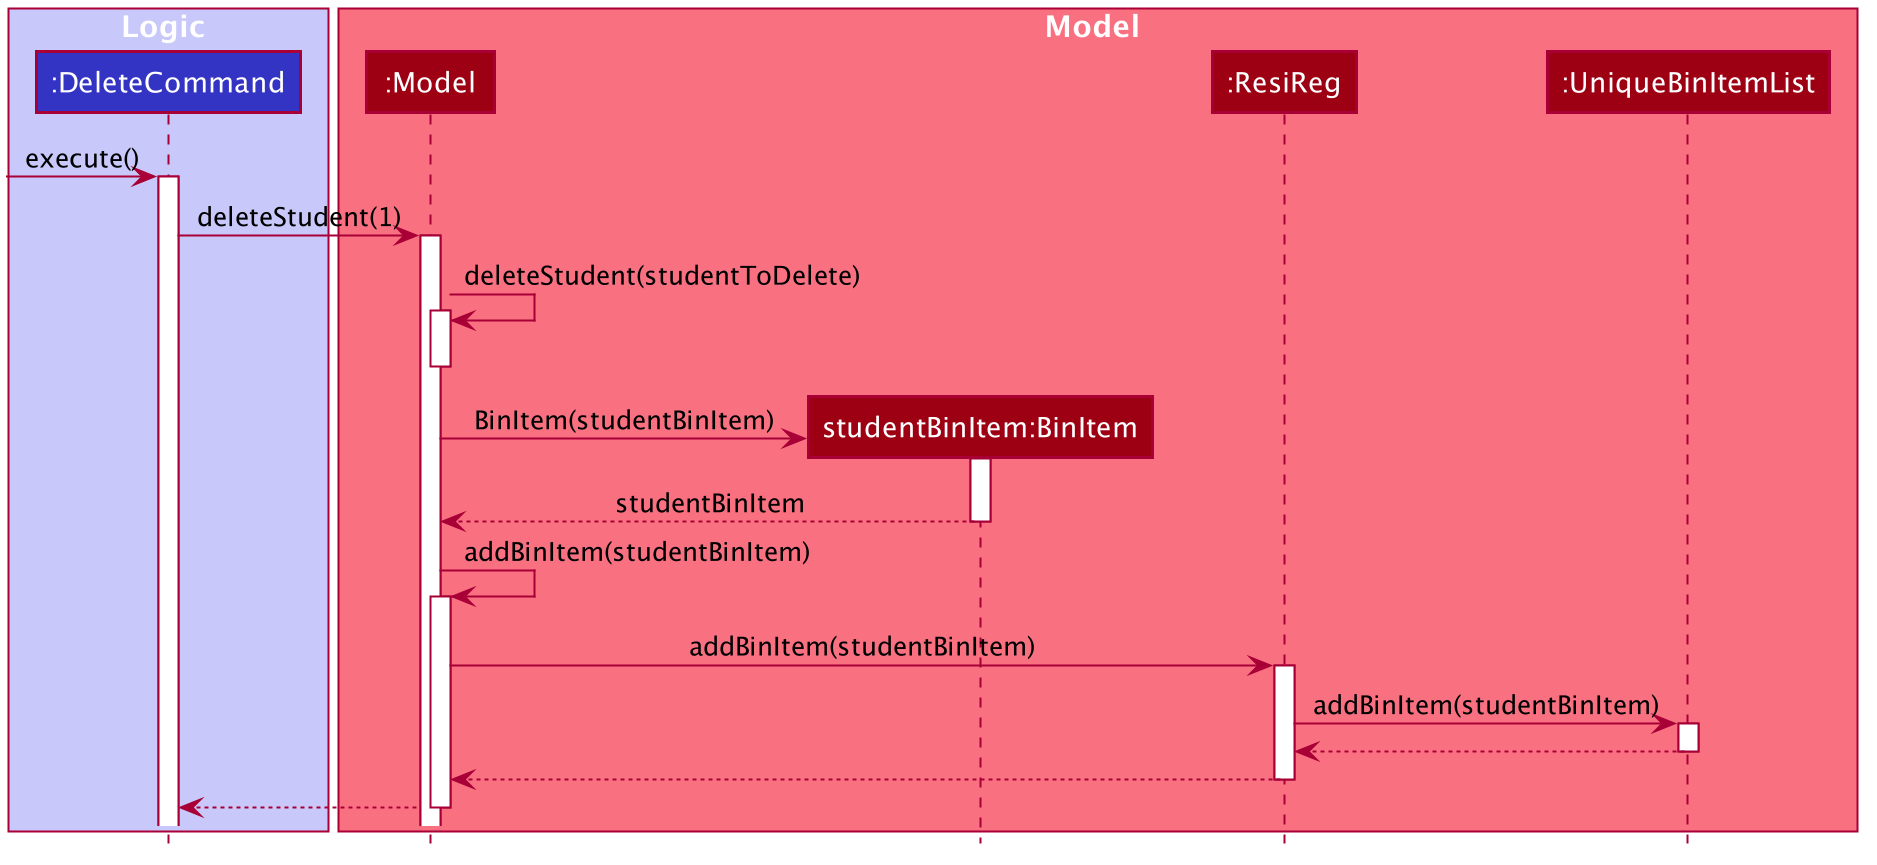 Logic
Model
:DeleteCommand
:Model
:ResiReg
:UniqueBinItemList
execute()
deleteStudent(1)
deleteStudent(studentToDelete)
BinItem(studentBinItem)
studentBinItem:BinItem
studentBinItem
addBinItem(studentBinItem)
addBinItem(studentBinItem)
addBinItem(studentBinItem)